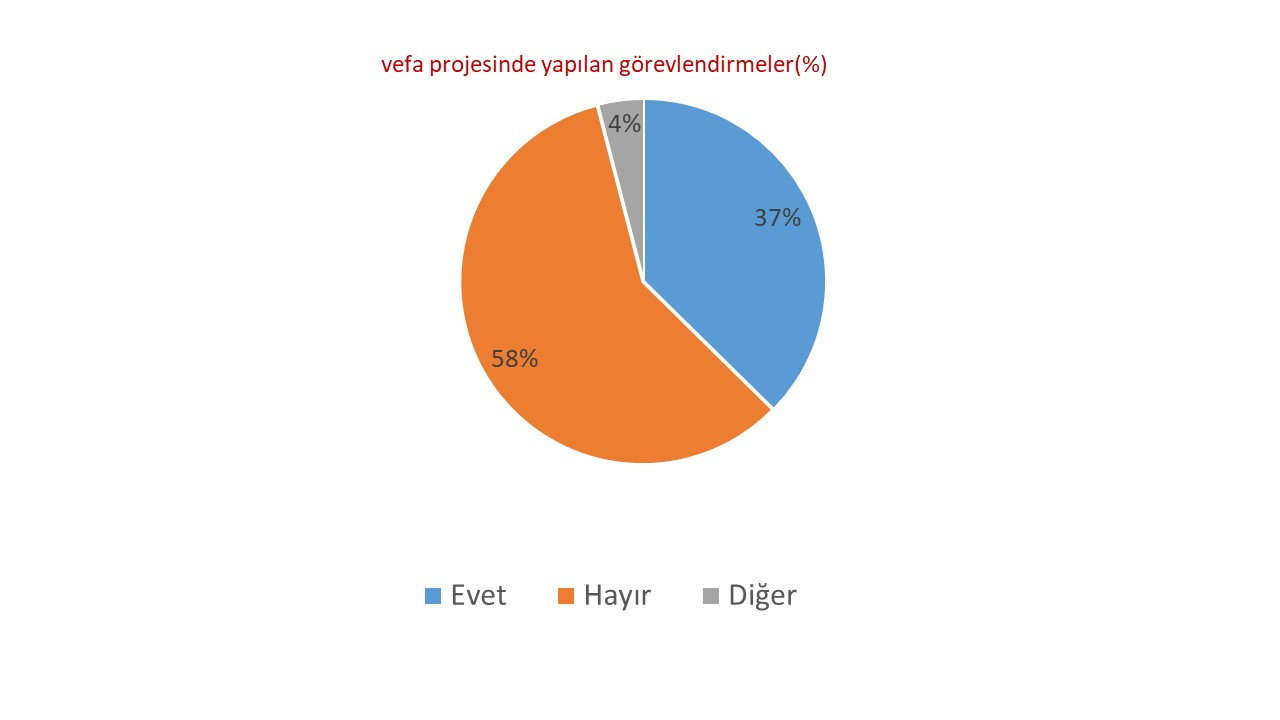 vefa projesinde yapılan görevlendirmeler(%)
4%
37%
58%
Evet Hayır Diğer